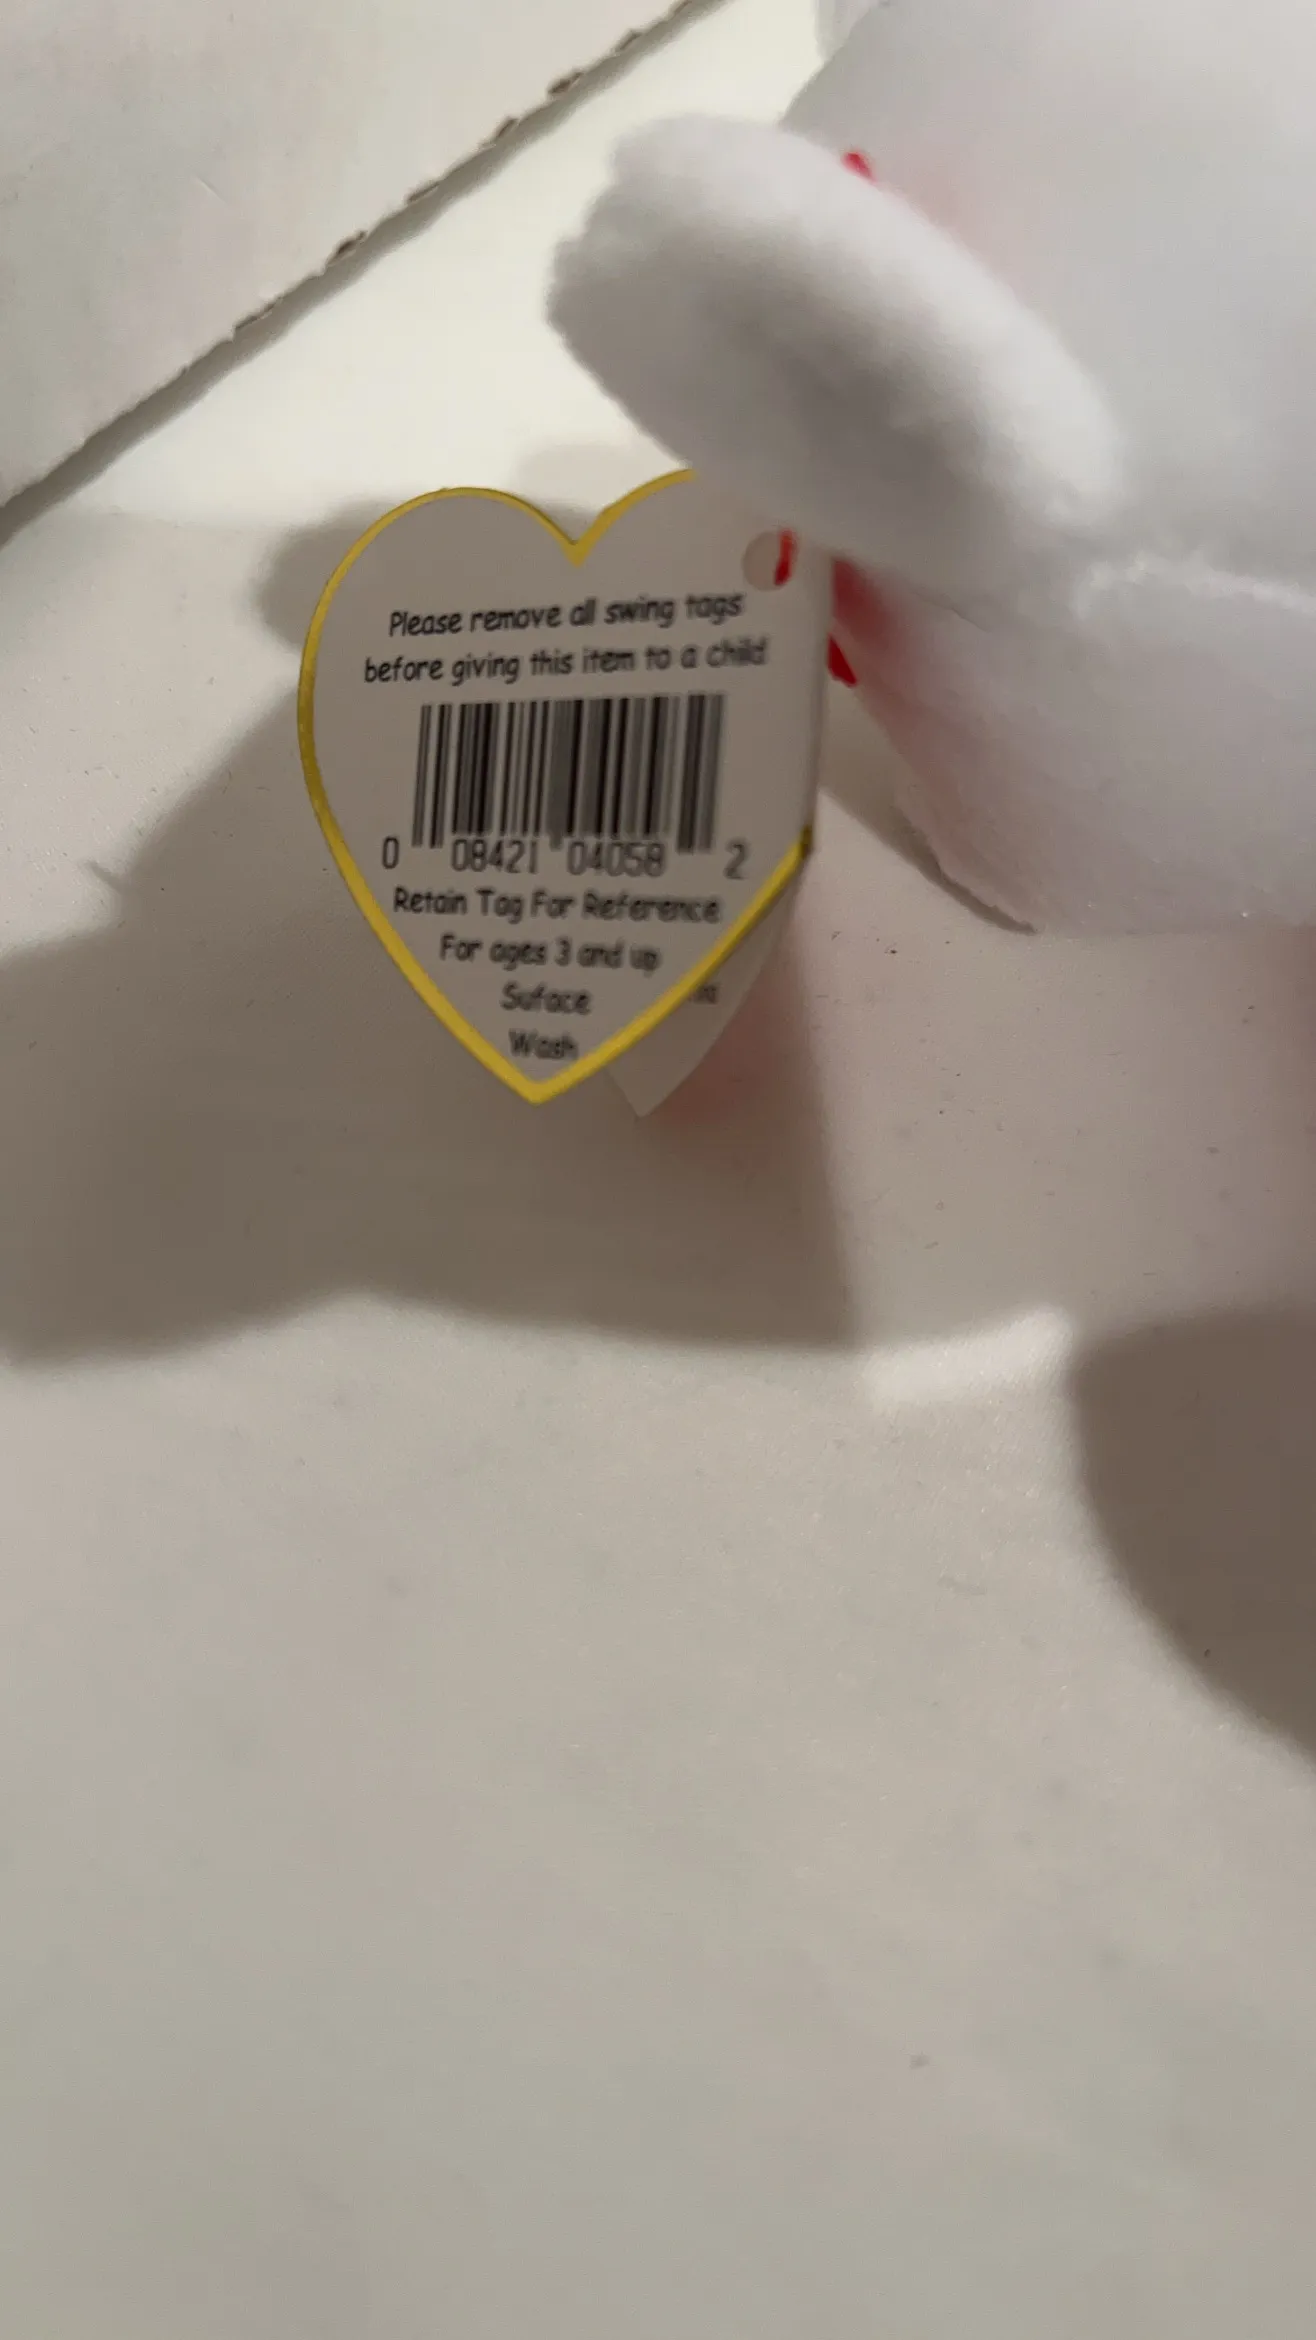 Please remove all swing tags
before giving this item to a child
0 08421 04058 2
Retain Tag For Reference
For ages 3 and up
Suface
Wash